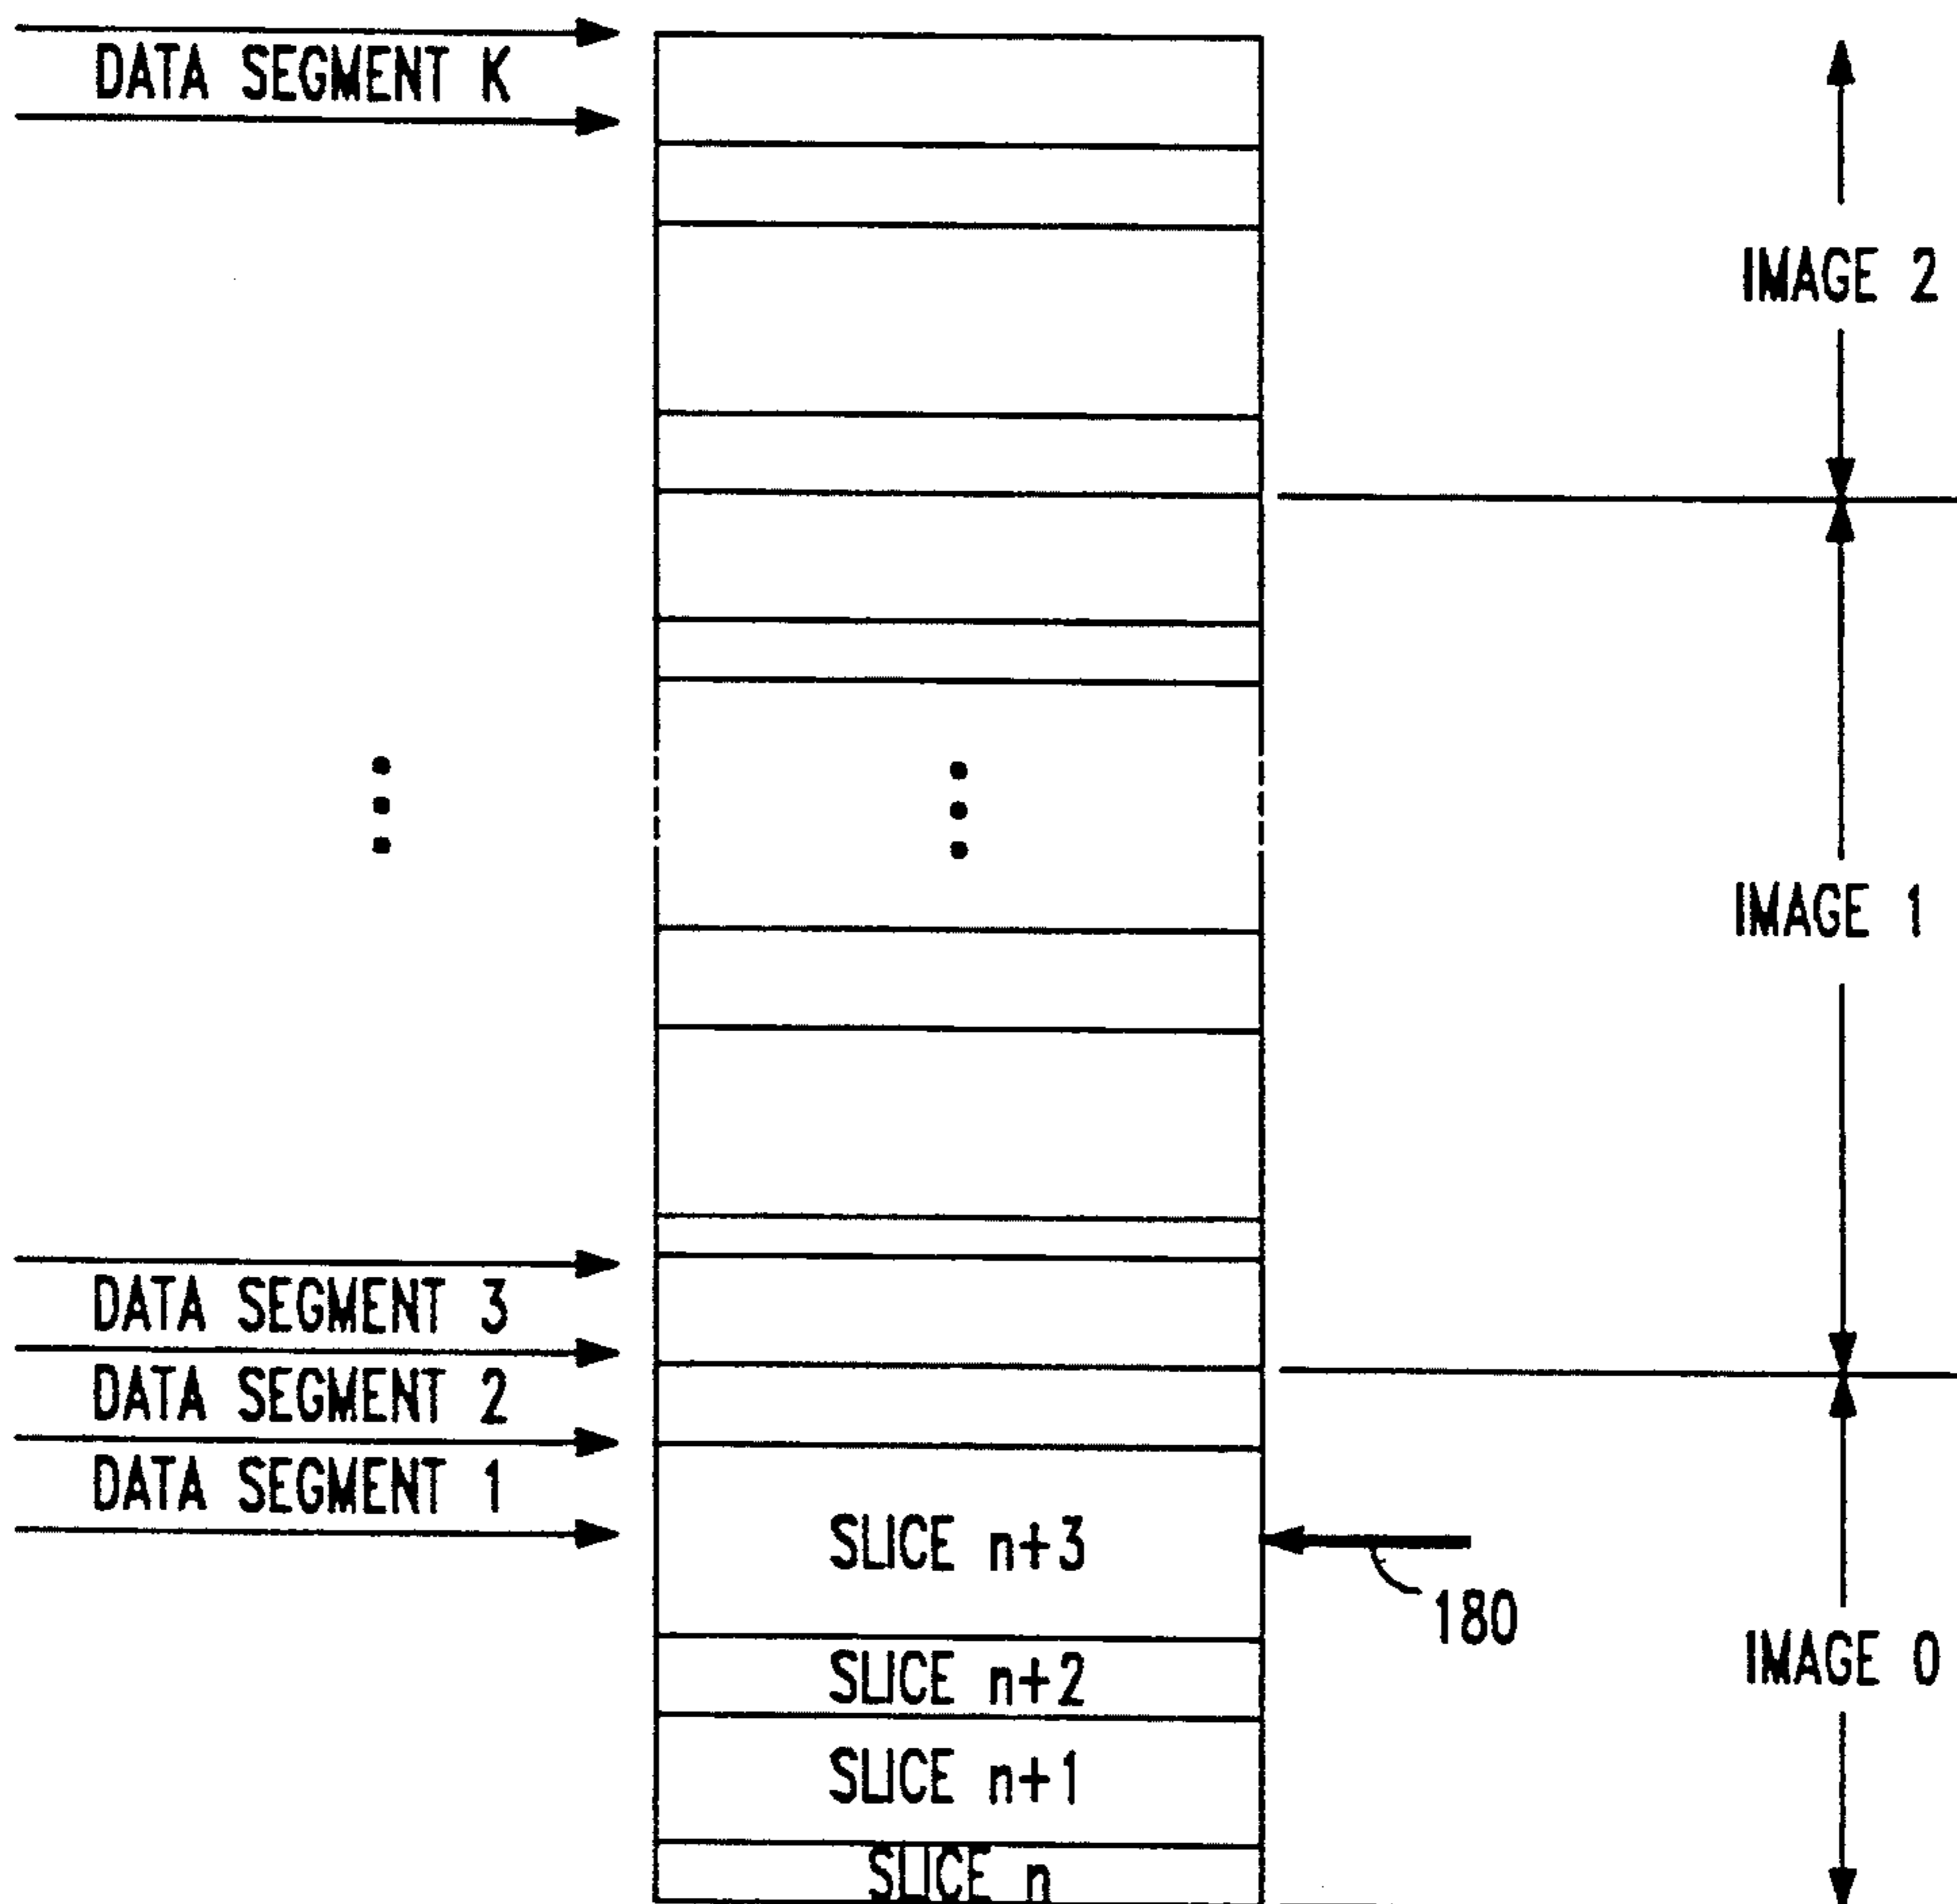 DATA SEGMENT K
IMAGE 2
IMAGE 1
DATA SEGMENT 3
DATA SEGMENT 2
DATA SEGMENT 1
SLICE n+3
180
IMAGE 0
SLICE n+2
SLICE n+1
SLICE n